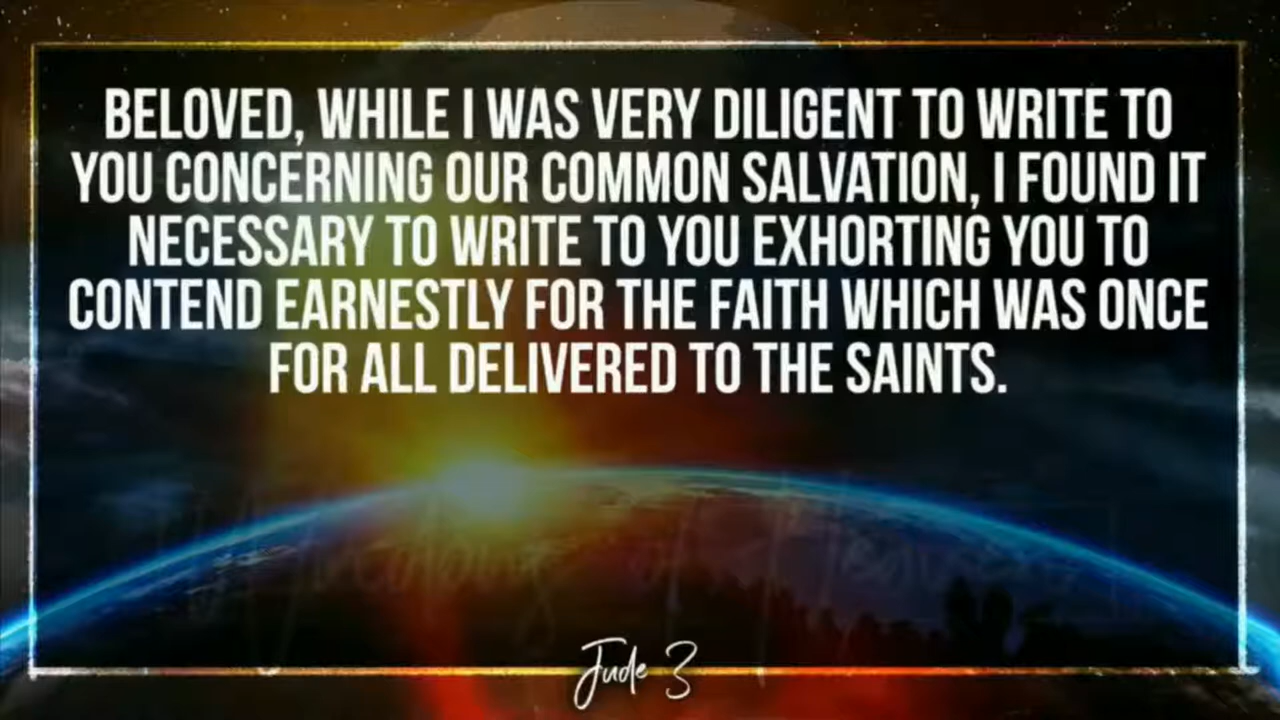 BELOVED, WHILE I WAS VERY DILIGENT TO WRITE TO
YOU CONCERNING OUR COMMON SALVATION, I FOUND IT
NECESSARY TO WRITE TO YOU EXHORTING YOU TO
CONTEND EARNESTLY FOR THE FAITH WHICH WAS ONCE
FOR ALL DELIVERED TO THE SAINTS.
Jude 3